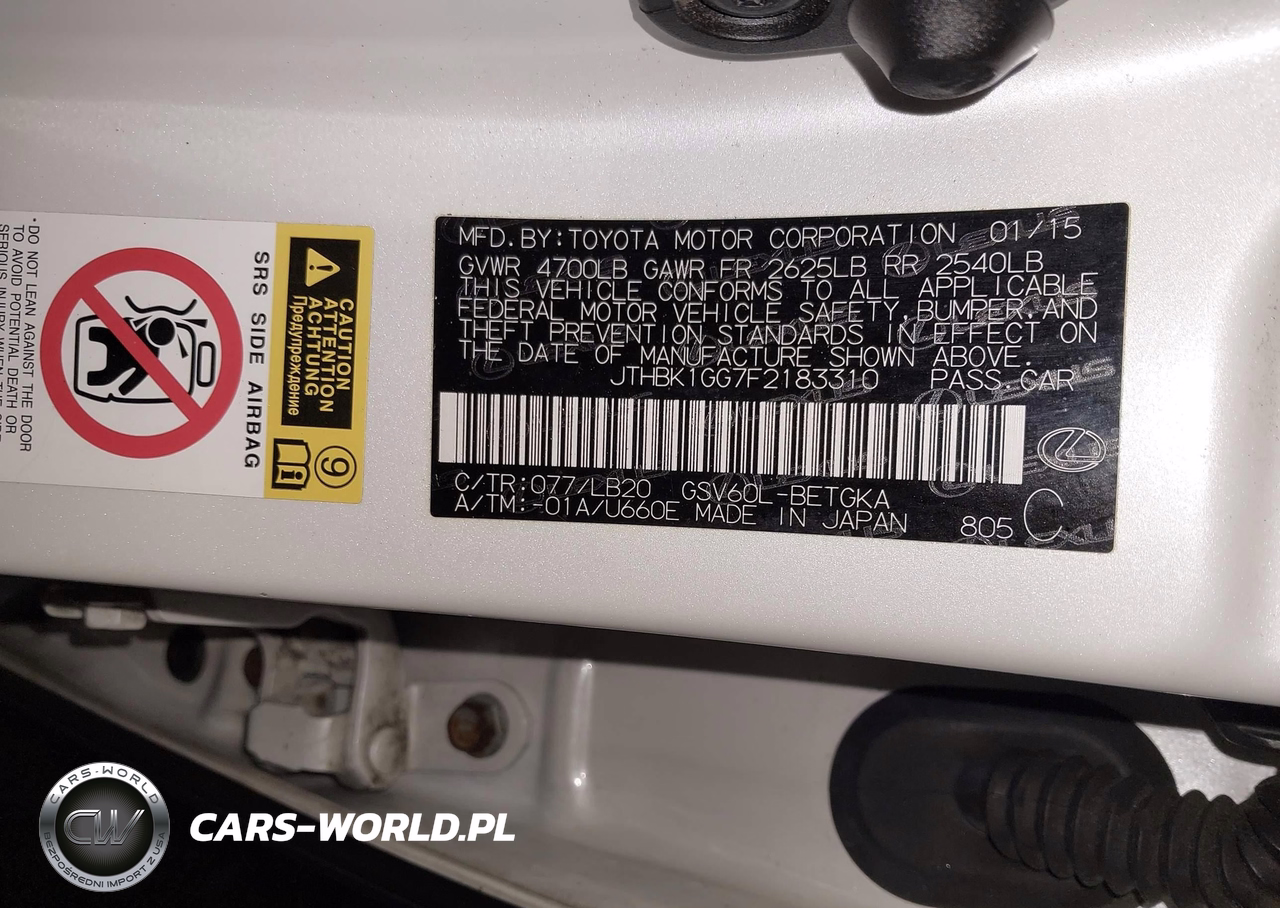 MFD.BY:TOYOTA MOTOR CORPORATION 01/15
GVWR 4700LB GAWR FR 2625LB RR 2540LB
THIS VEHICLE CONFORMS TO ALL APPLICABLE
FEDERAL MOTOR VEHICLE SAFETY, BUMPER, AND
THEFT PREVENTION STANDARDS IN EFFECT ON
THE DATE OF MANUFACTURE SHOWN ABOVE.
JTHBK1GG7F2183310 PASS.CAR
C/TR:077/LB20 GSV60L-BETGKA
A/TM:-01A/U660E MADE IN JAPAN 805 C
CAUTION
ATTENTION
ACHTUNG
Предупреждение
9
SRS SIDE AIRBAG
•DO NOT LEAN AGAINST THE DOOR
TO AVOID POTENTIAL DEATH OR
CARS-WORLD
CW
BEZPOŚREDNI IMPORT Z USA
CARS-WORLD.PL